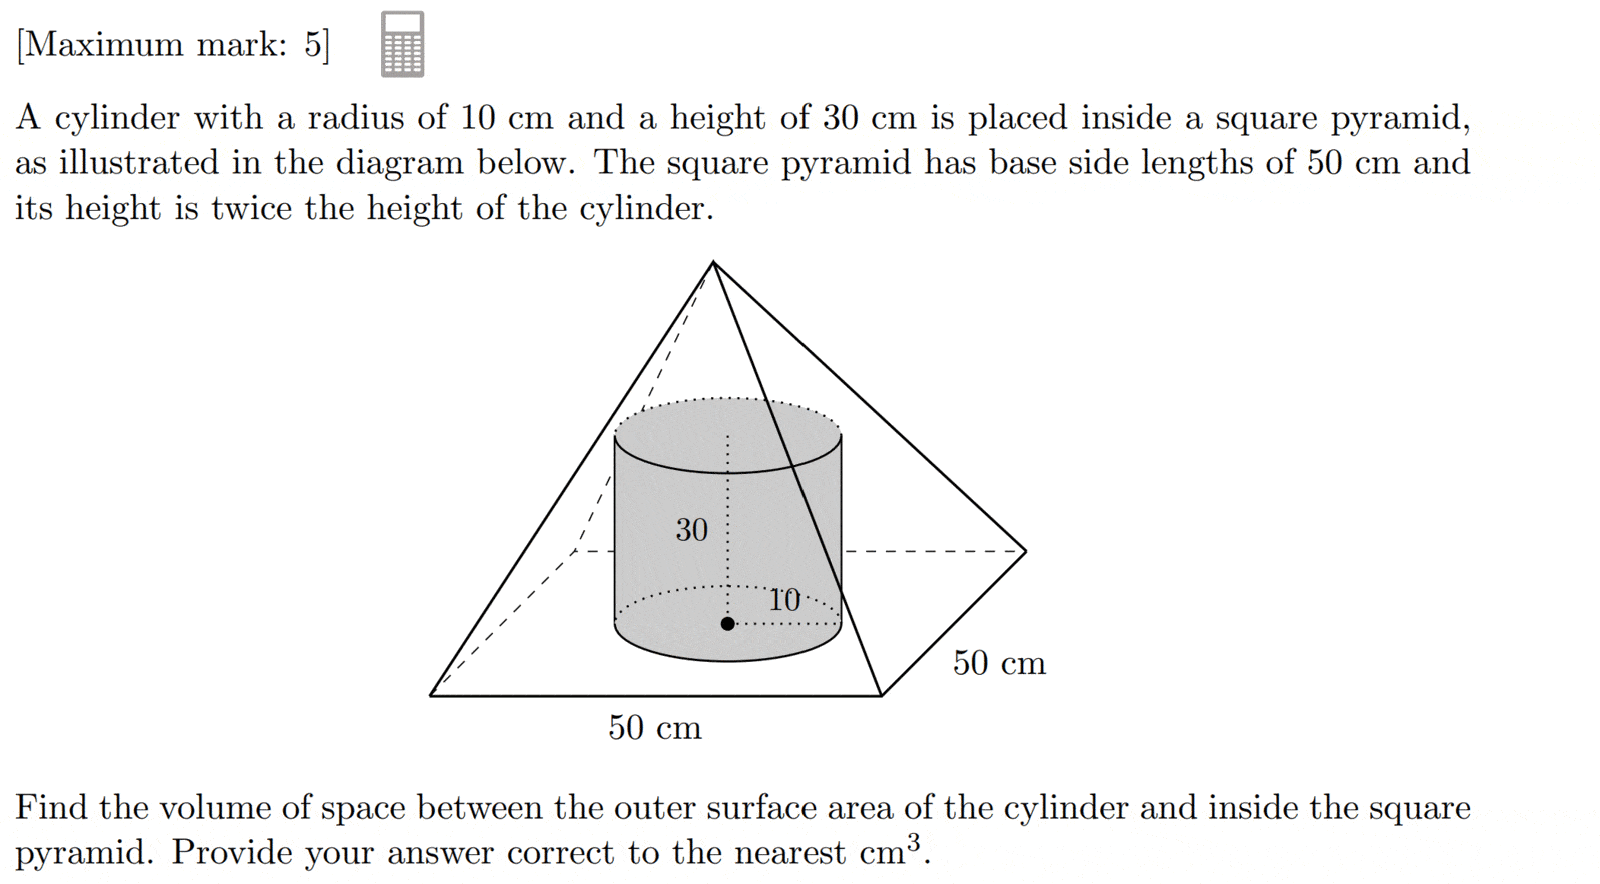 [Maximum mark: 5]
A cylinder with a radius of 10 cm and a height of 30 cm is placed inside a square pyramid,
as illustrated in the diagram below. The square pyramid has base side lengths of 50 cm and
its height is twice the height of the cylinder.
30
10
50 cm
50 cm
Find the volume of space between the outer surface area of the cylinder and inside the square
pyramid. Provide your answer correct to the nearest cm³.